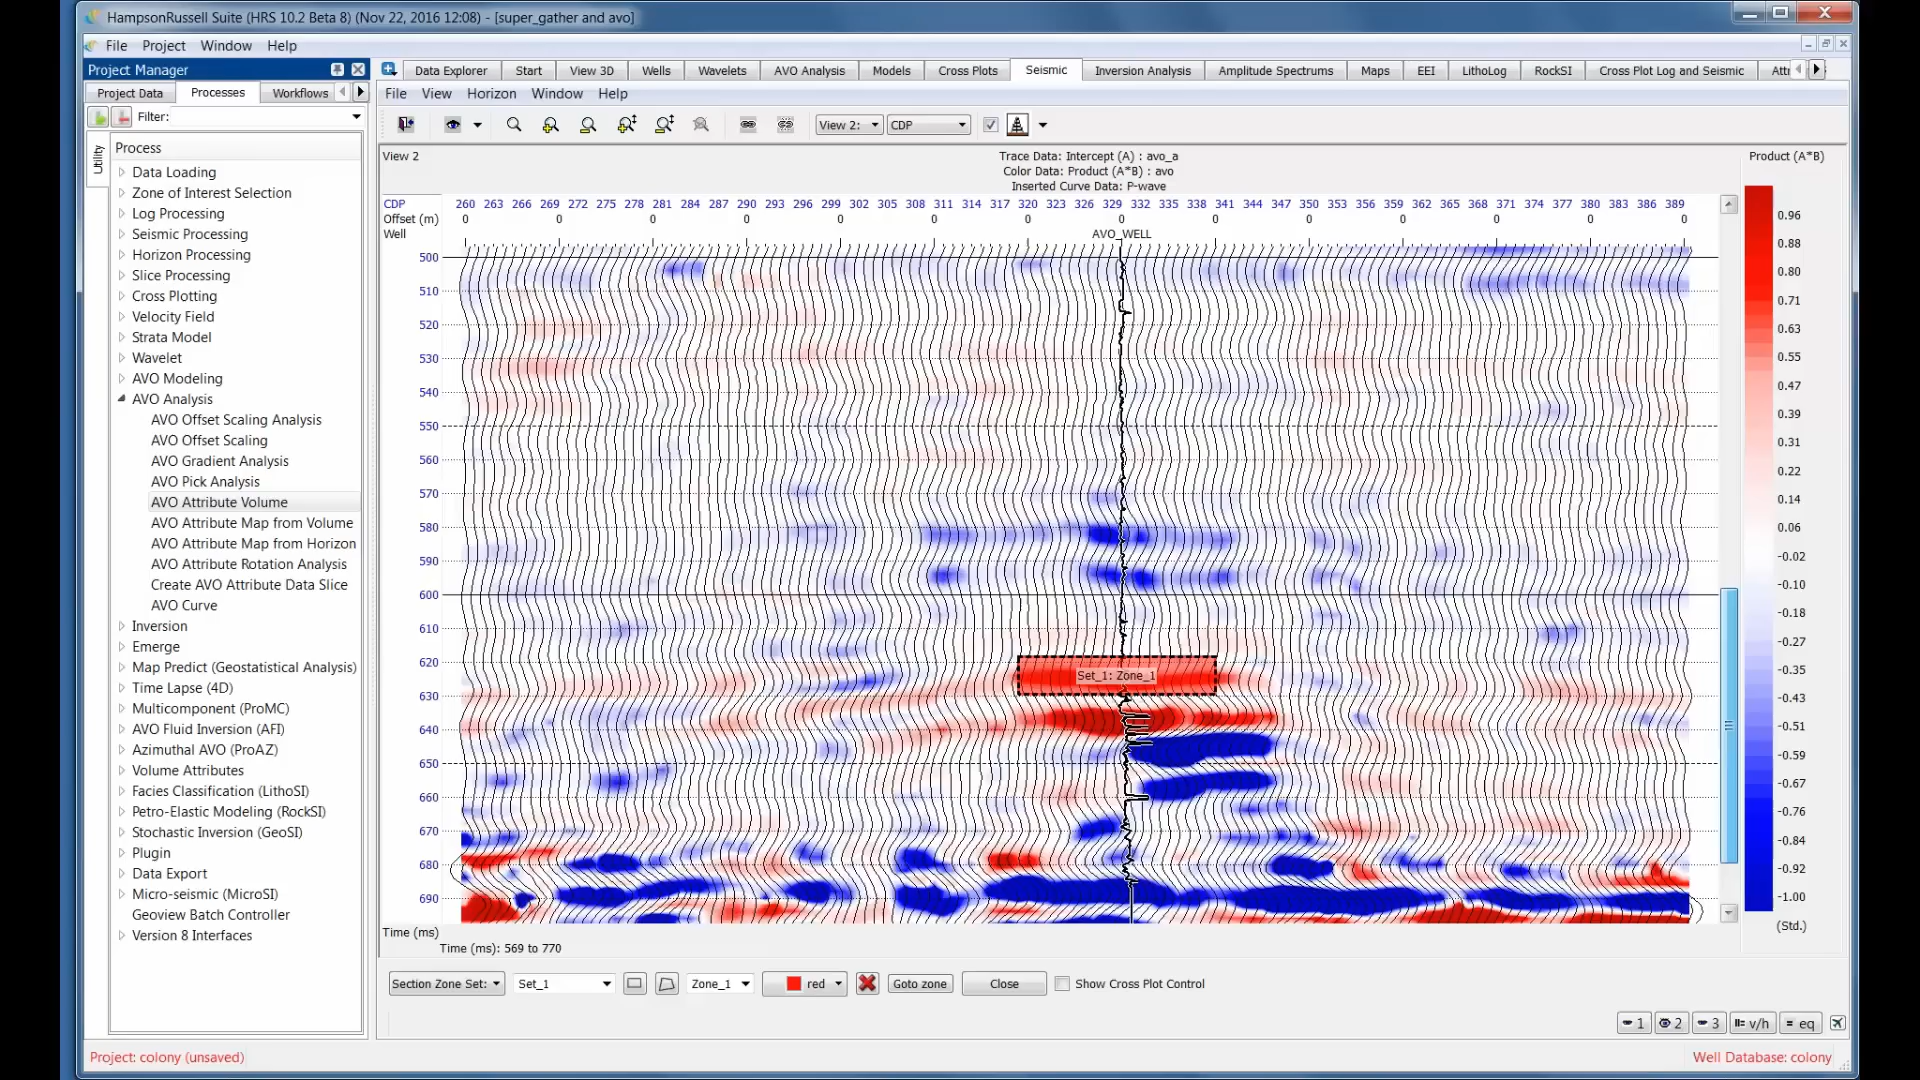 HampsonRussell Suite (HRS 10.2 Beta 8) (Nov 22, 2016 12:08) - [super_gather and avo]
File Project Window Help
Project Manager
Data Explorer Start View 3D Wells Wavelets AVO Analysis Models Cross Plots Seismic Inversion Analysis Amplitude Spectrums Maps EEI LithoLog RockSI Cross Plot Log and Seismic
Project Data Processes Workflows
File View Horizon Window Help
Filter:
View 2: CDP
Utility
Process
Data Loading
Zone of Interest Selection
Log Processing
Seismic Processing
Horizon Processing
Slice Processing
Cross Plotting
Velocity Field
Strata Model
Wavelet
AVO Modeling
AVO Analysis
AVO Offset Scaling Analysis
AVO Offset Scaling
AVO Gradient Analysis
AVO Pick Analysis
AVO Attribute Volume
AVO Attribute Map from Volume
AVO Attribute Map from Horizon
AVO Attribute Rotation Analysis
Create AVO Attribute Data Slice
AVO Curve
Inversion
Emerge
Map Predict (Geostatistical Analysis)
Time Lapse (4D)
Multicomponent (ProMC)
AVO Fluid Inversion (AFI)
Azimuthal AVO (ProAZ)
Volume Attributes
Facies Classification (LithoSI)
Petro-Elastic Modeling (RockSI)
Stochastic Inversion (GeoSI)
Plugin
Data Export
Micro-seismic (MicroSI)
Geoview Batch Controller
Version 8 Interfaces
View 2
Trace Data: Intercept (A) : avo_a
Color Data: Product (A*B) : avo
Inserted Curve Data: P-wave
Product (A*B)
CDP 260 263 266 269 272 275 278 281 284 287 290 293 296 299 302 305 308 311 314 317 320 323 326 329 332 335 338 341 344 347 350 353 356 359 362 365 368 371 374 377 380 383 386 389
Offset (m) 0 0 0 0 0 0 0 0 0 0 0 0 0 0
Well AVO_WELL
500
510
520
530
540
550
560
570
580
590
600
610
620
630
640
650
660
670
680
690
Set_1: Zone_1
0.96
0.88
0.80
0.71
0.63
0.55
0.47
0.39
0.31
0.22
0.14
0.06
-0.02
-0.10
-0.18
-0.27
-0.35
-0.43
-0.51
-0.59
-0.67
-0.76
-0.84
-0.92
-1.00
(Std.)
Time (ms)
Time (ms): 569 to 770
Section Zone Set: Set_1 Zone_1 red Goto zone Close Show Cross Plot Control
1 2 3 v/h = eq
Project: colony (unsaved)
Well Database: colony